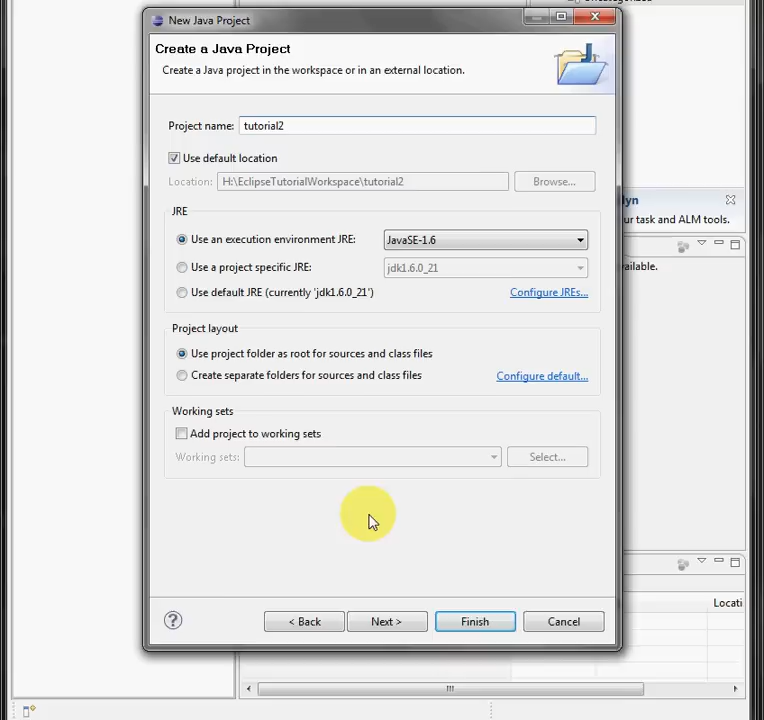 New Java Project
Create a Java Project
Create a Java project in the workspace or in an external location.
Project name: tutorial2
Use default location
Location: H:\EclipseTutorialWorkspace\tutorial2 Browse...
JRE
Use an execution environment JRE: JavaSE-1.6
Use a project specific JRE: jdk1.6.0_21
Use default JRE (currently 'jdk1.6.0_21') Configure JREs...
Project layout
Use project folder as root for sources and class files
Create separate folders for sources and class files Configure default...
Working sets
Add project to working sets
Working sets: Select...
? < Back Next > Finish Cancel
lyn
ur task and ALM tools.
vailable.
Locati